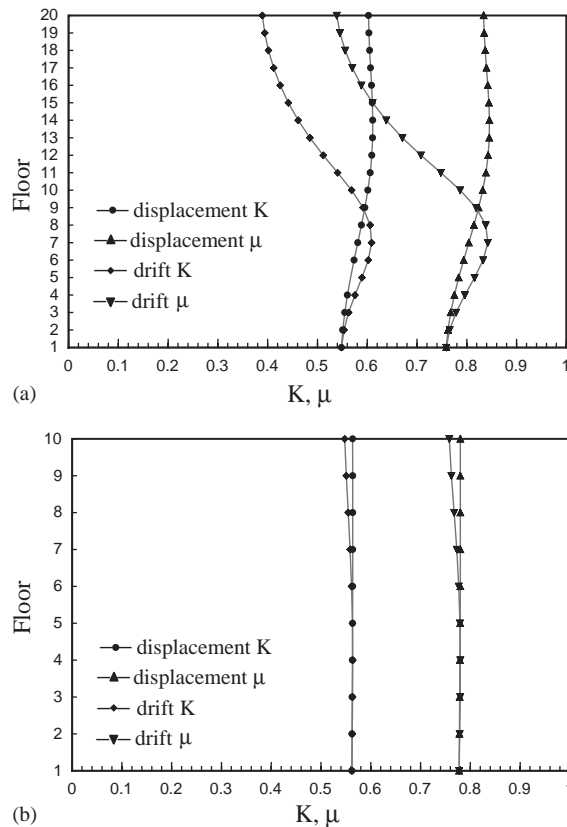 20
19
18
17
16
15
14
13
12
11
10
9
8
7
6
5
4
3
2
1
Floor
displacement K
displacement μ
drift K
drift μ
0 0.1 0.2 0.3 0.4 0.5 0.6 0.7 0.8 0.9 1
(a)
K, μ
10
9
8
7
6
5
4
3
2
1
Floor
displacement K
displacement μ
drift K
drift μ
0 0.1 0.2 0.3 0.4 0.5 0.6 0.7 0.8 0.9 1
(b)
K, μ